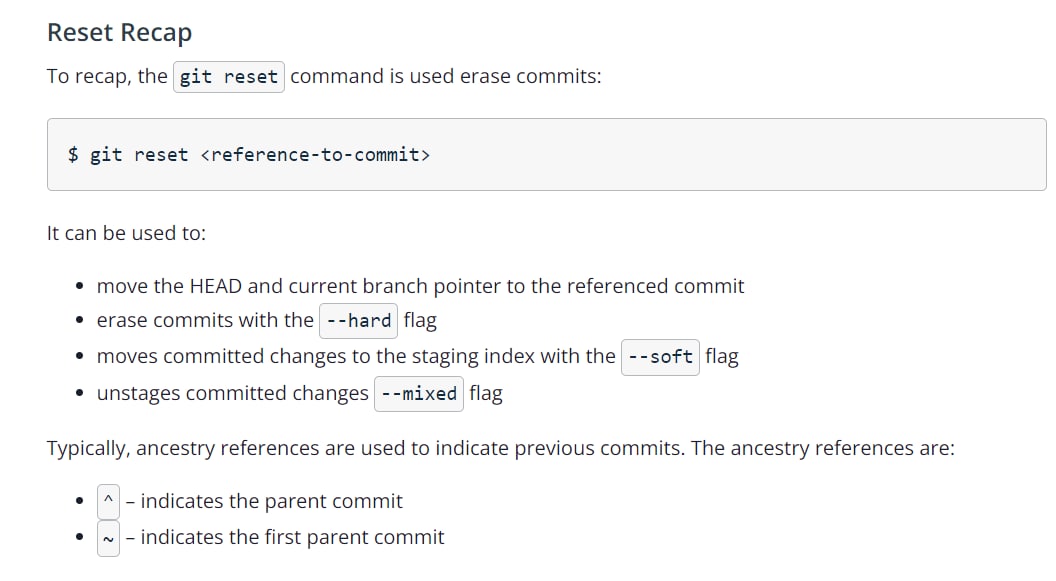 Reset Recap
To recap, the git reset command is used erase commits:
$ git reset <reference-to-commit>
It can be used to:
• move the HEAD and current branch pointer to the referenced commit
• erase commits with the --hard flag
• moves committed changes to the staging index with the --soft flag
• unstages committed changes --mixed flag
Typically, ancestry references are used to indicate previous commits. The ancestry references are:
• ^ – indicates the parent commit
• ~ – indicates the first parent commit